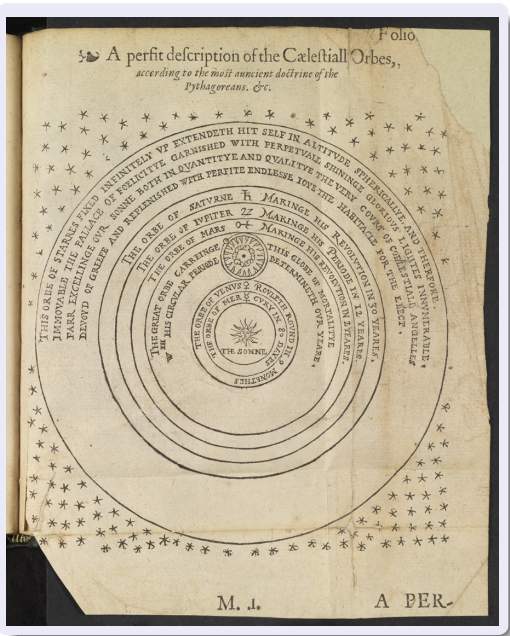 Folio
A perfit deſcription of the Cæleſtiall Orbes,
according to the moſt auncient doctrine of the
Pythagoreans. &c.
THIS ORBE OF STARRES FIXED INFINITELY VP EXTENDETH HIT SELF IN ALTITVDE SPHERICALLYE, AND THEREFORE
IMMOVABLE THE PALLACE OF FOELICITYE GARNISHED WITH PERPETVALL SHININGE GLORIOVS LIGHTES INNVMERABLE.
FARR EXCELLINGE OVR SONNE BOTH IN QVANTITYE AND QVALITYE THE VERY COVRT OF COELESTIALL ANGELLES
DEVOYD OF GREEFE AND REPLENISHED WITH PERFITE ENDLESSE IOYE THE HABITACLE FOR THE ELECT.
THE ORBE OF SATVRNE ♄ MAKINGE HIS REVOLVTION IN 30 YEARES.
THE ORBE OF IVPITER ♃ MAKINGE HIS PERIODE IN 12 YEARES.
THE ORBE OF MARS ♂ MAKINGE HIS REVOLVTION IN 2 YEARES.
THE GREAT ORBE CARREINGE THIS GLOBE OF MORTALITYE
HIS CIRCULAR PERIODE DETERMINETH OVR YEARE.
THE ORBE OF VENVS ♀ ROVLETH ROVND IN 9 MONETHES
THE ORBE OF MERCVRY IN 80 DAYES
THE SONNE
M. 1.
A PER-